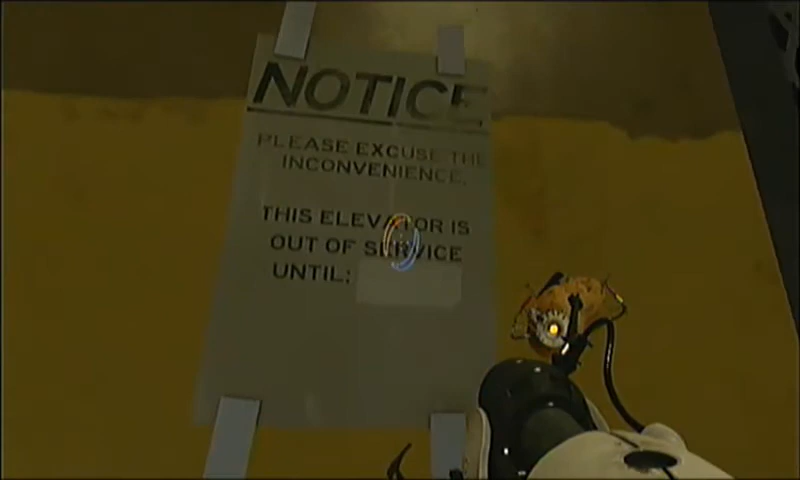 NOTICE
PLEASE EXCUSE THE
INCONVENIENCE.
THIS ELEVATOR IS
OUT OF SERVICE
UNTIL: